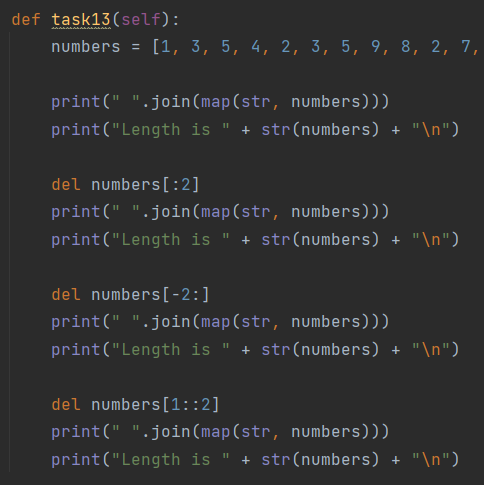 def task13(self):
    numbers = [1, 3, 5, 4, 2, 3, 5, 9, 8, 2, 7,
    print(" ".join(map(str, numbers)))
    print("Length is " + str(numbers) + "\n")
    del numbers[:2]
    print(" ".join(map(str, numbers)))
    print("Length is " + str(numbers) + "\n")
    del numbers[-2:]
    print(" ".join(map(str, numbers)))
    print("Length is " + str(numbers) + "\n")
    del numbers[1::2]
    print(" ".join(map(str, numbers)))
    print("Length is " + str(numbers) + "\n")